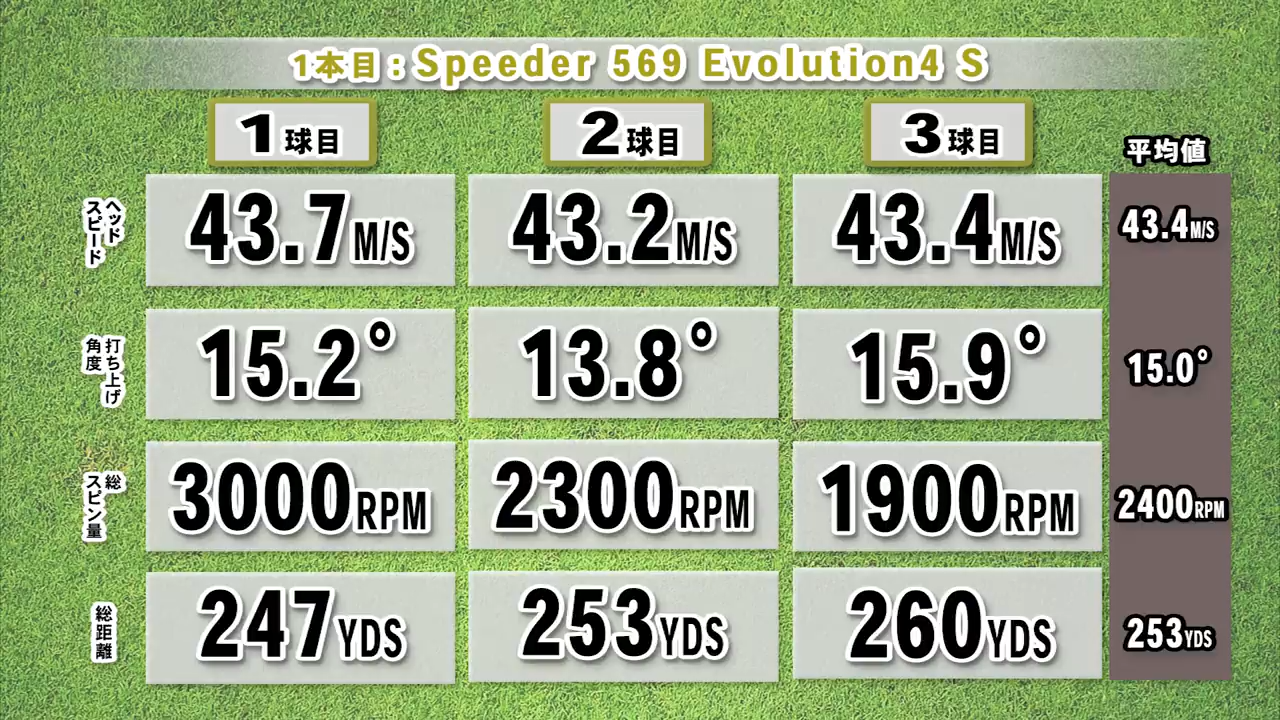 1本目：Speeder 569 Evolution4 S
1球目 2球目 3球目 平均値
ヘッドスピード 43.7M/S 43.2M/S 43.4M/S 43.4M/S
打ち上げ角度 15.2° 13.8° 15.9° 15.0°
総スピン量 3000RPM 2300RPM 1900RPM 2400RPM
総距離 247YDS 253YDS 260YDS 253YDS